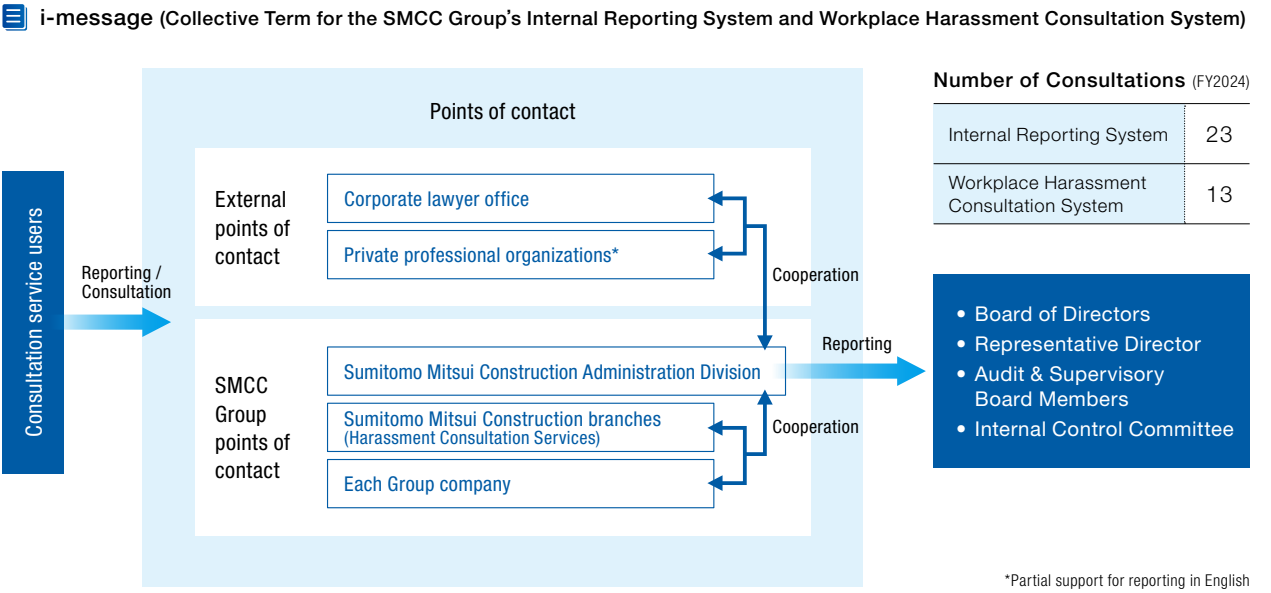 i-message (Collective Term for the SMCC Group's Internal Reporting System and Workplace Harassment Consultation System)
Points of contact
Consultation service users
Reporting /
Consultation
External
points of
contact
Corporate lawyer office
Private professional organizations*
Cooperation
SMCC
Group
points of
contact
Sumitomo Mitsui Construction Administration Division
Sumitomo Mitsui Construction branches
(Harassment Consultation Services)
Each Group company
Cooperation
Reporting
Number of Consultations (FY2024)
Internal Reporting System 23
Workplace Harassment
Consultation System 13
• Board of Directors
• Representative Director
• Audit & Supervisory
Board Members
• Internal Control Committee
*Partial support for reporting in English